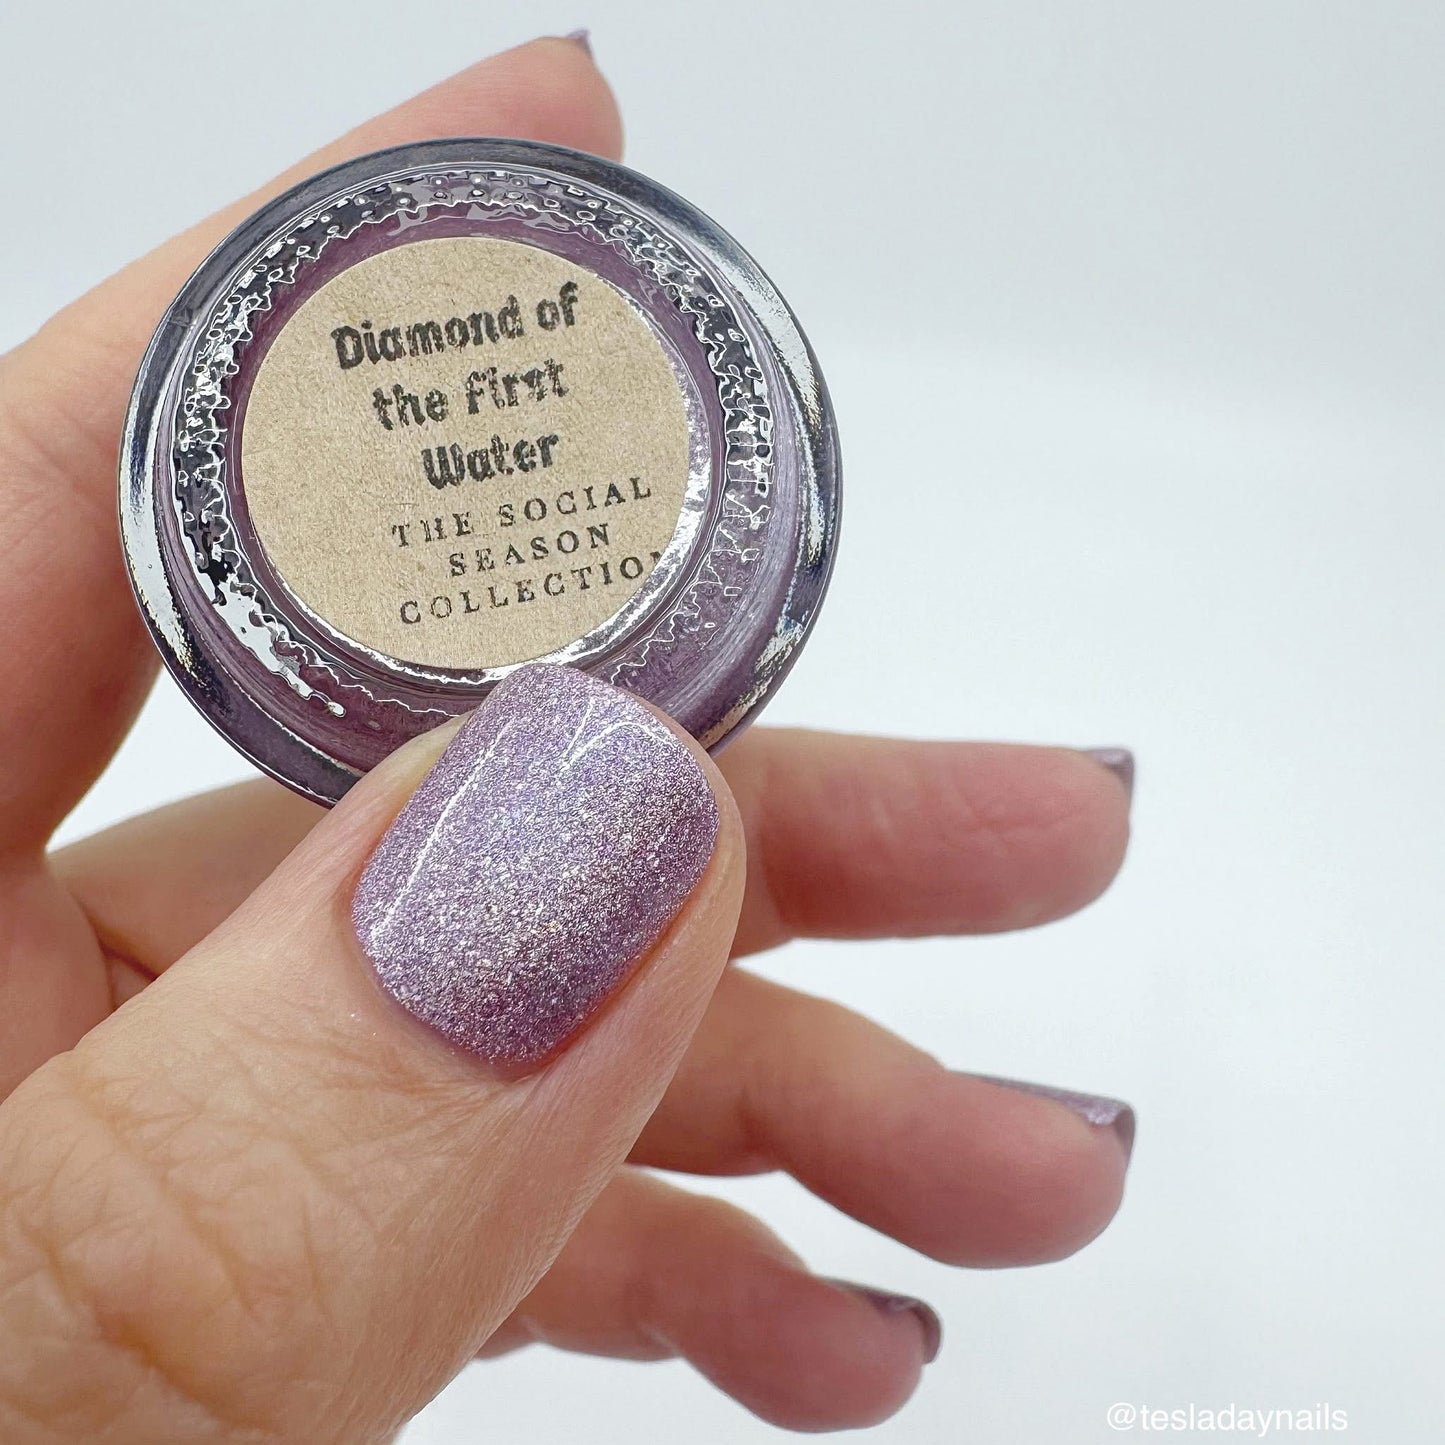 Diamond of
the First
Water
THE SOCIAL
SEASON
COLLECTION
@tesladaynails